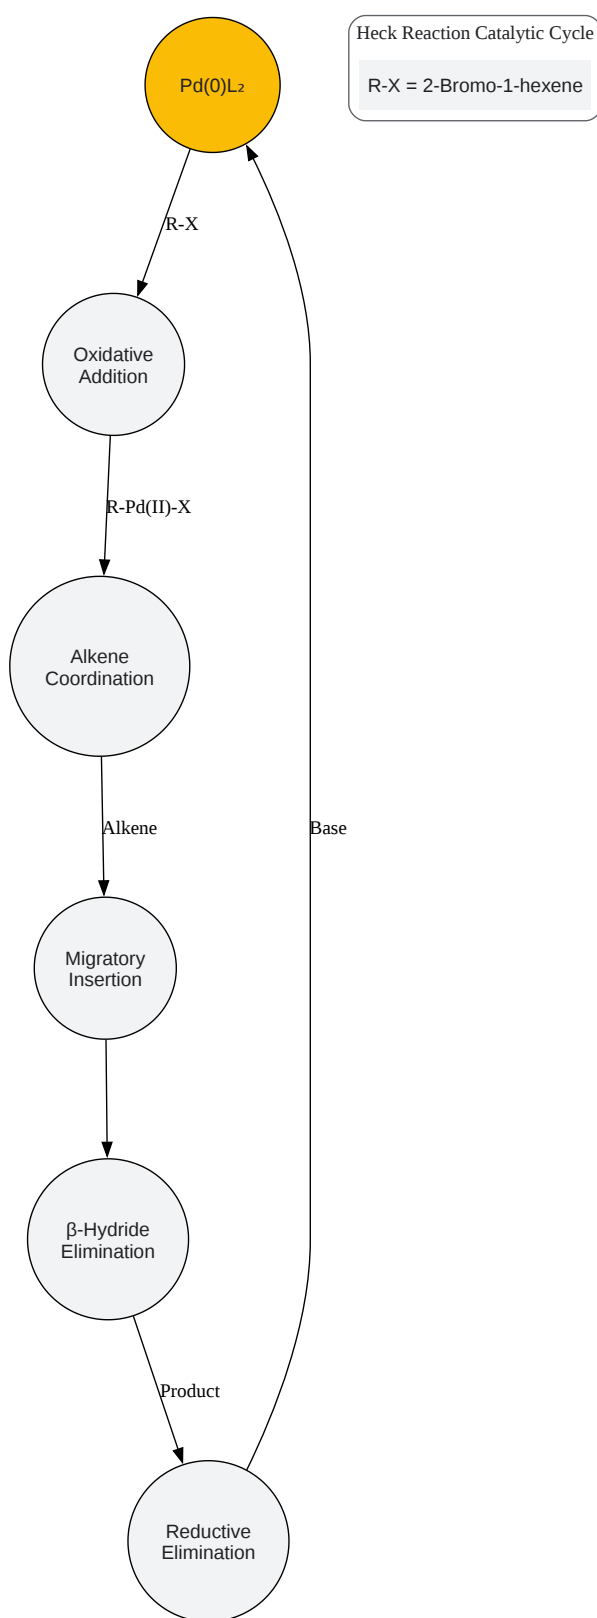 Heck Reaction Catalytic Cycle
R-X = 2-Bromo-1-hexene
Pd(0)L₂
R-X
Oxidative
Addition
R-Pd(II)-X
Alkene
Coordination
Alkene
Base
Migratory
Insertion
β-Hydride
Elimination
Product
Reductive
Elimination